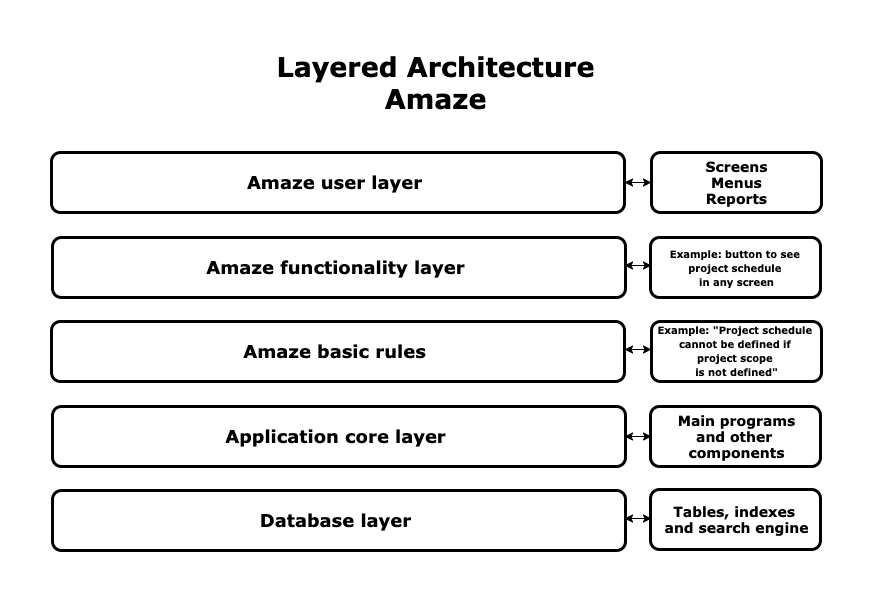 Layered Architecture
Amaze
Amaze user layer
Screens
Menus
Reports
Amaze functionality layer
Example: button to see
project schedule
in any screen
Amaze basic rules
Example: "Project schedule
cannot be defined if
project scope
is not defined"
Application core layer
Main programs
and other
components
Database layer
Tables, indexes
and search engine